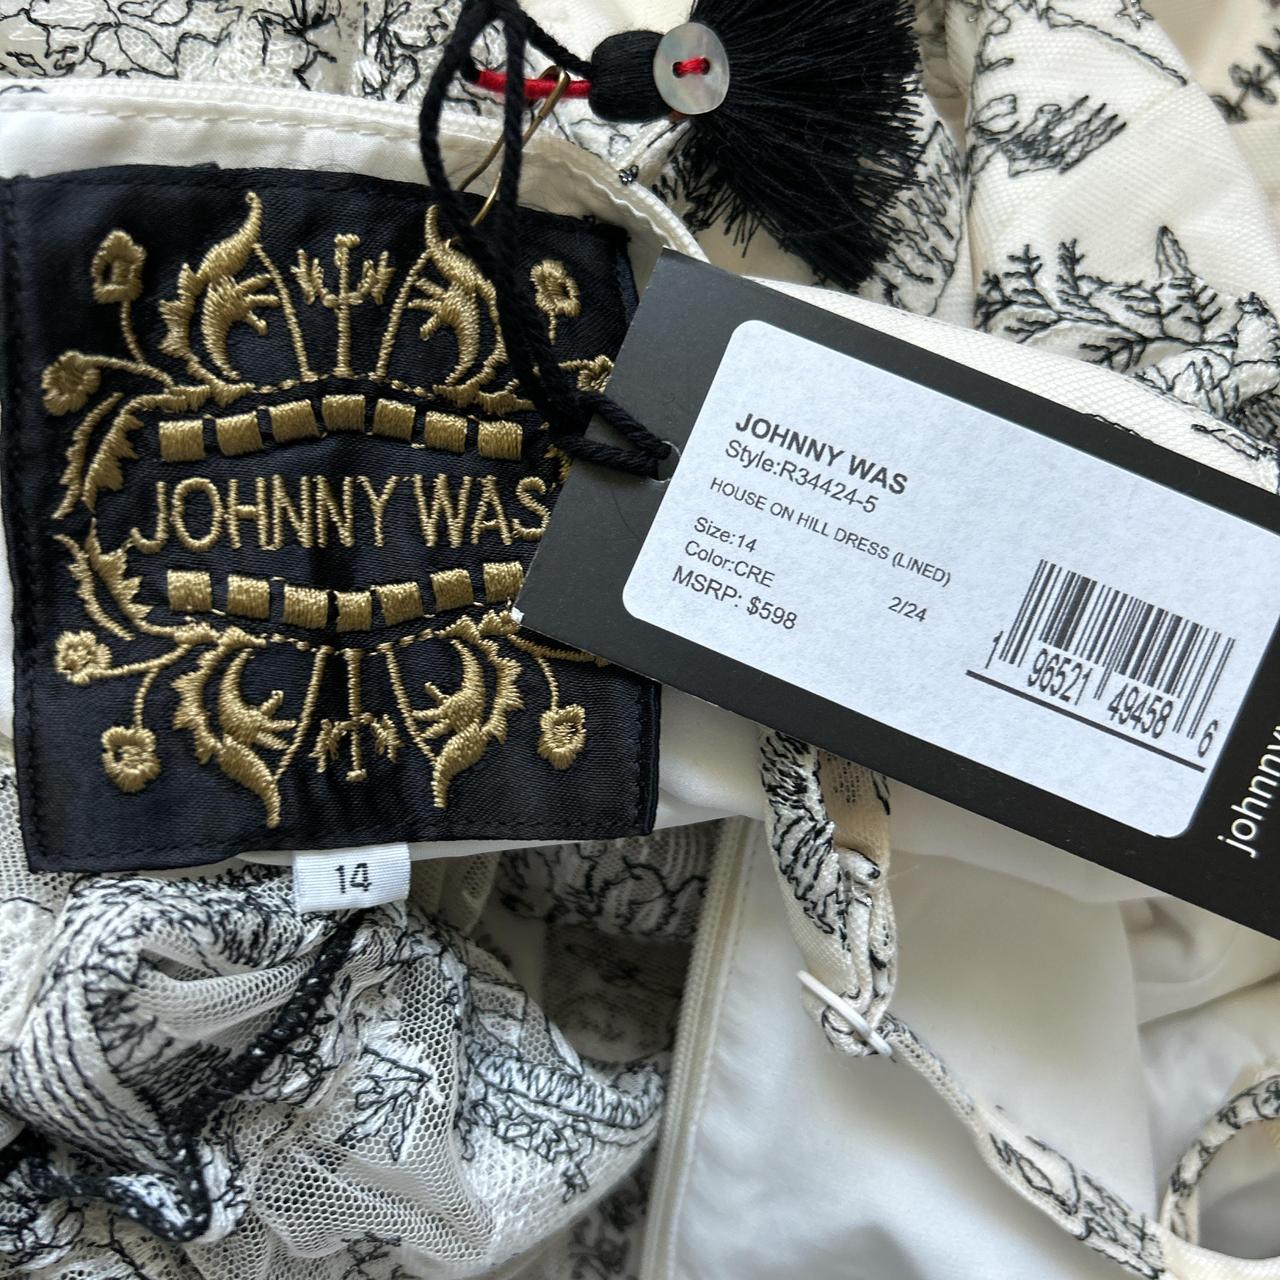 JOHNNY WAS
14
JOHNNY WAS
Style:R34424-5
HOUSE ON HILL DRESS (LINED)
Size:14
Color:CRE
2/24
MSRP: $598
1 96521 49458 6
johnny